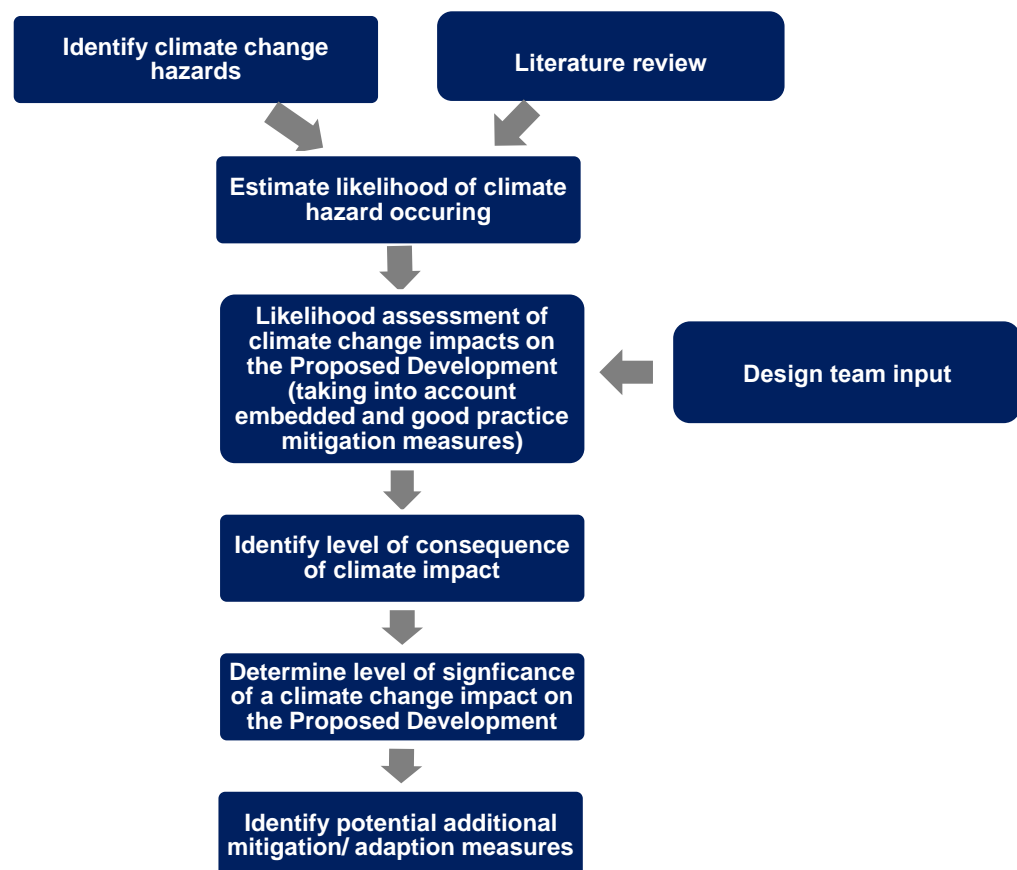 Identify climate change
hazards
Literature review
Estimate likelihood of climate
hazard occuring
Likelihood assessment of
climate change impacts on
the Proposed Development
(taking into account
embedded and good practice
mitigation measures)
Design team input
Identify level of consequence
of climate impact
Determine level of signficance
of a climate change impact on
the Proposed Development
Identify potential additional
mitigation/ adaption measures